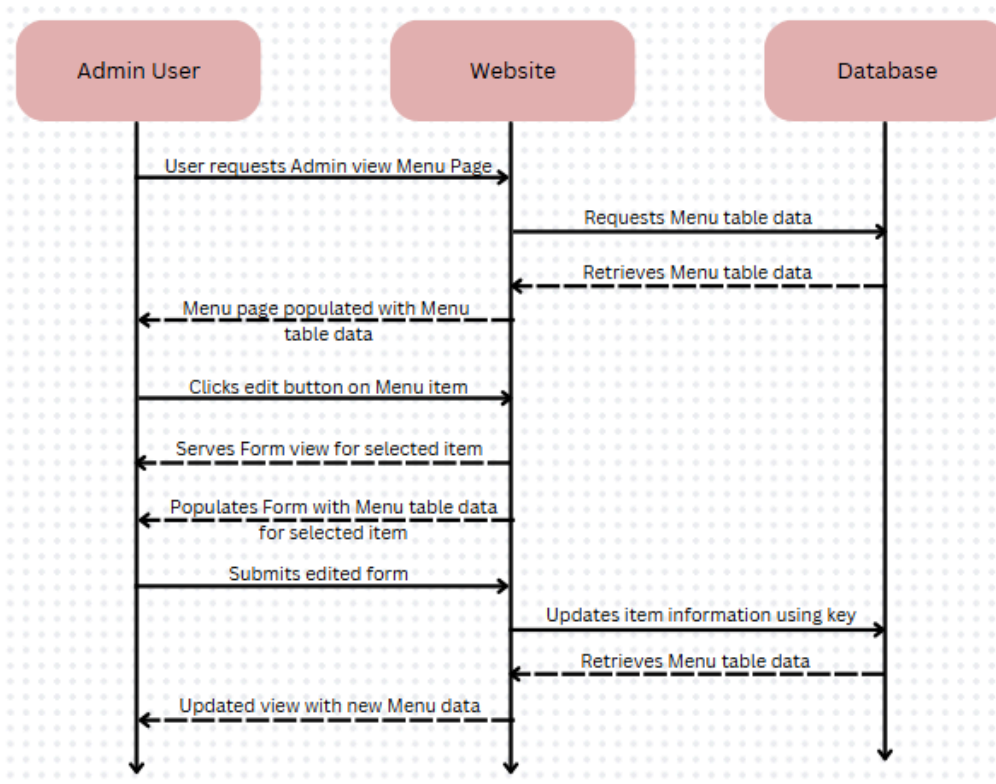 Admin User
Website
Database
User requests Admin view Menu Page
Requests Menu table data
Retrieves Menu table data
Menu page populated with Menu
table data
Clicks edit button on Menu item
Serves Form view for selected item
Populates Form with Menu table data
for selected item
Submits edited form
Updates item information using key
Retrieves Menu table data
Updated view with new Menu data